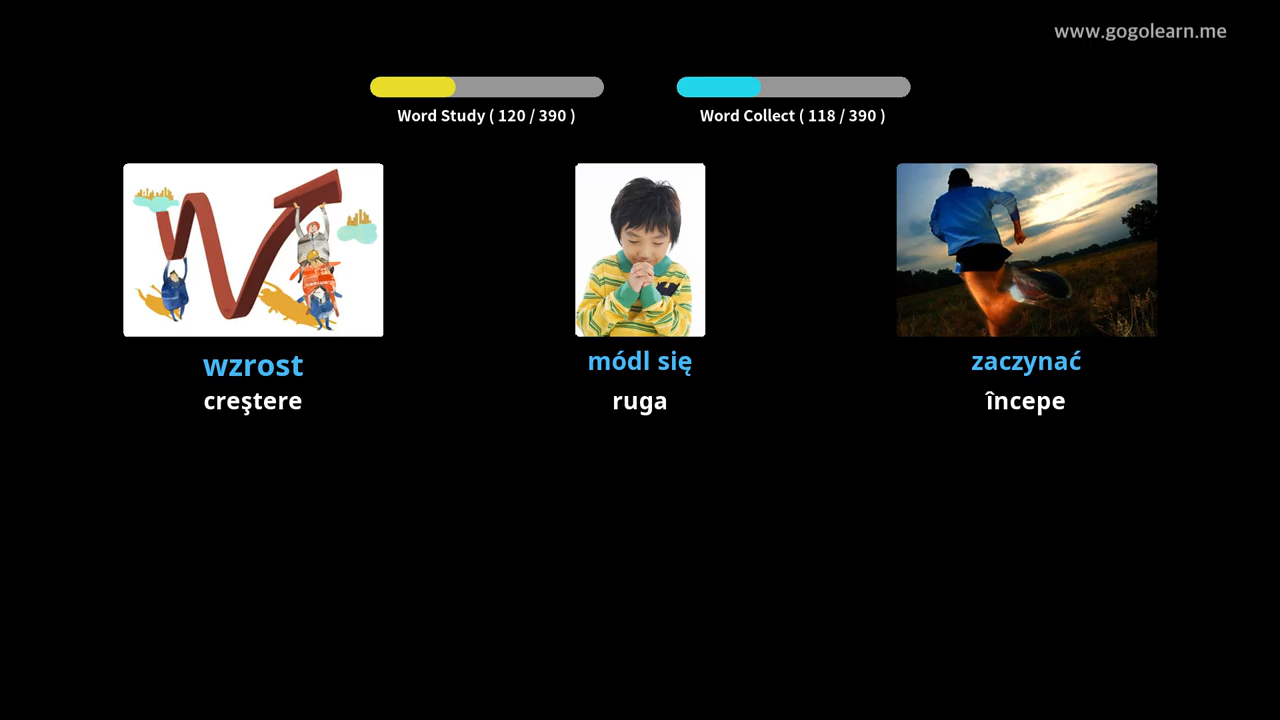 www.gogolearn.me
Word Study ( 120 / 390 )
Word Collect ( 118 / 390 )
wzrost
módl się
zaczynać
creştere
ruga
începe